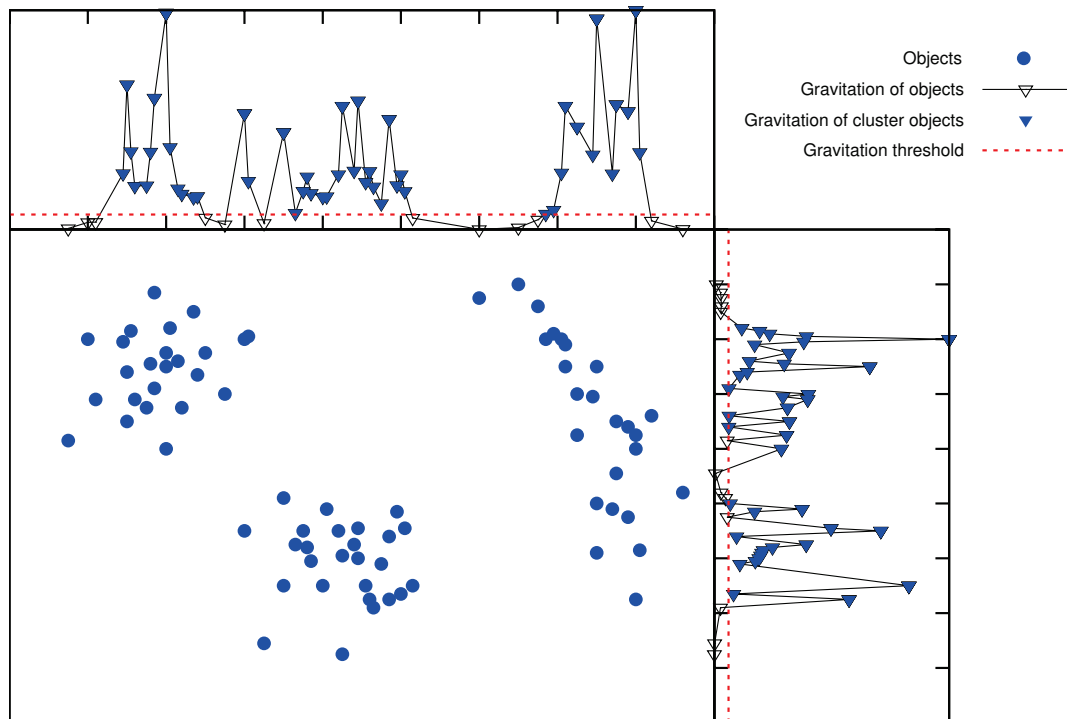 Objects
Gravitation of objects
Gravitation of cluster objects
Gravitation threshold